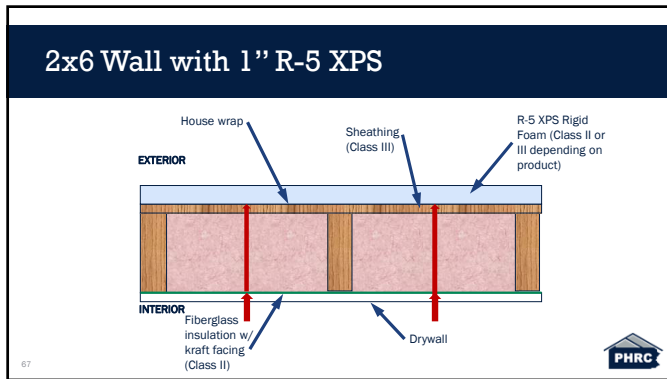 2x6 Wall with 1” R-5 XPS
House wrap
Sheathing
(Class III)
R-5 XPS Rigid
Foam (Class II or
III depending on
product)
EXTERIOR
INTERIOR
Fiberglass
insulation w/
kraft facing
(Class II)
Drywall
67
PHRC